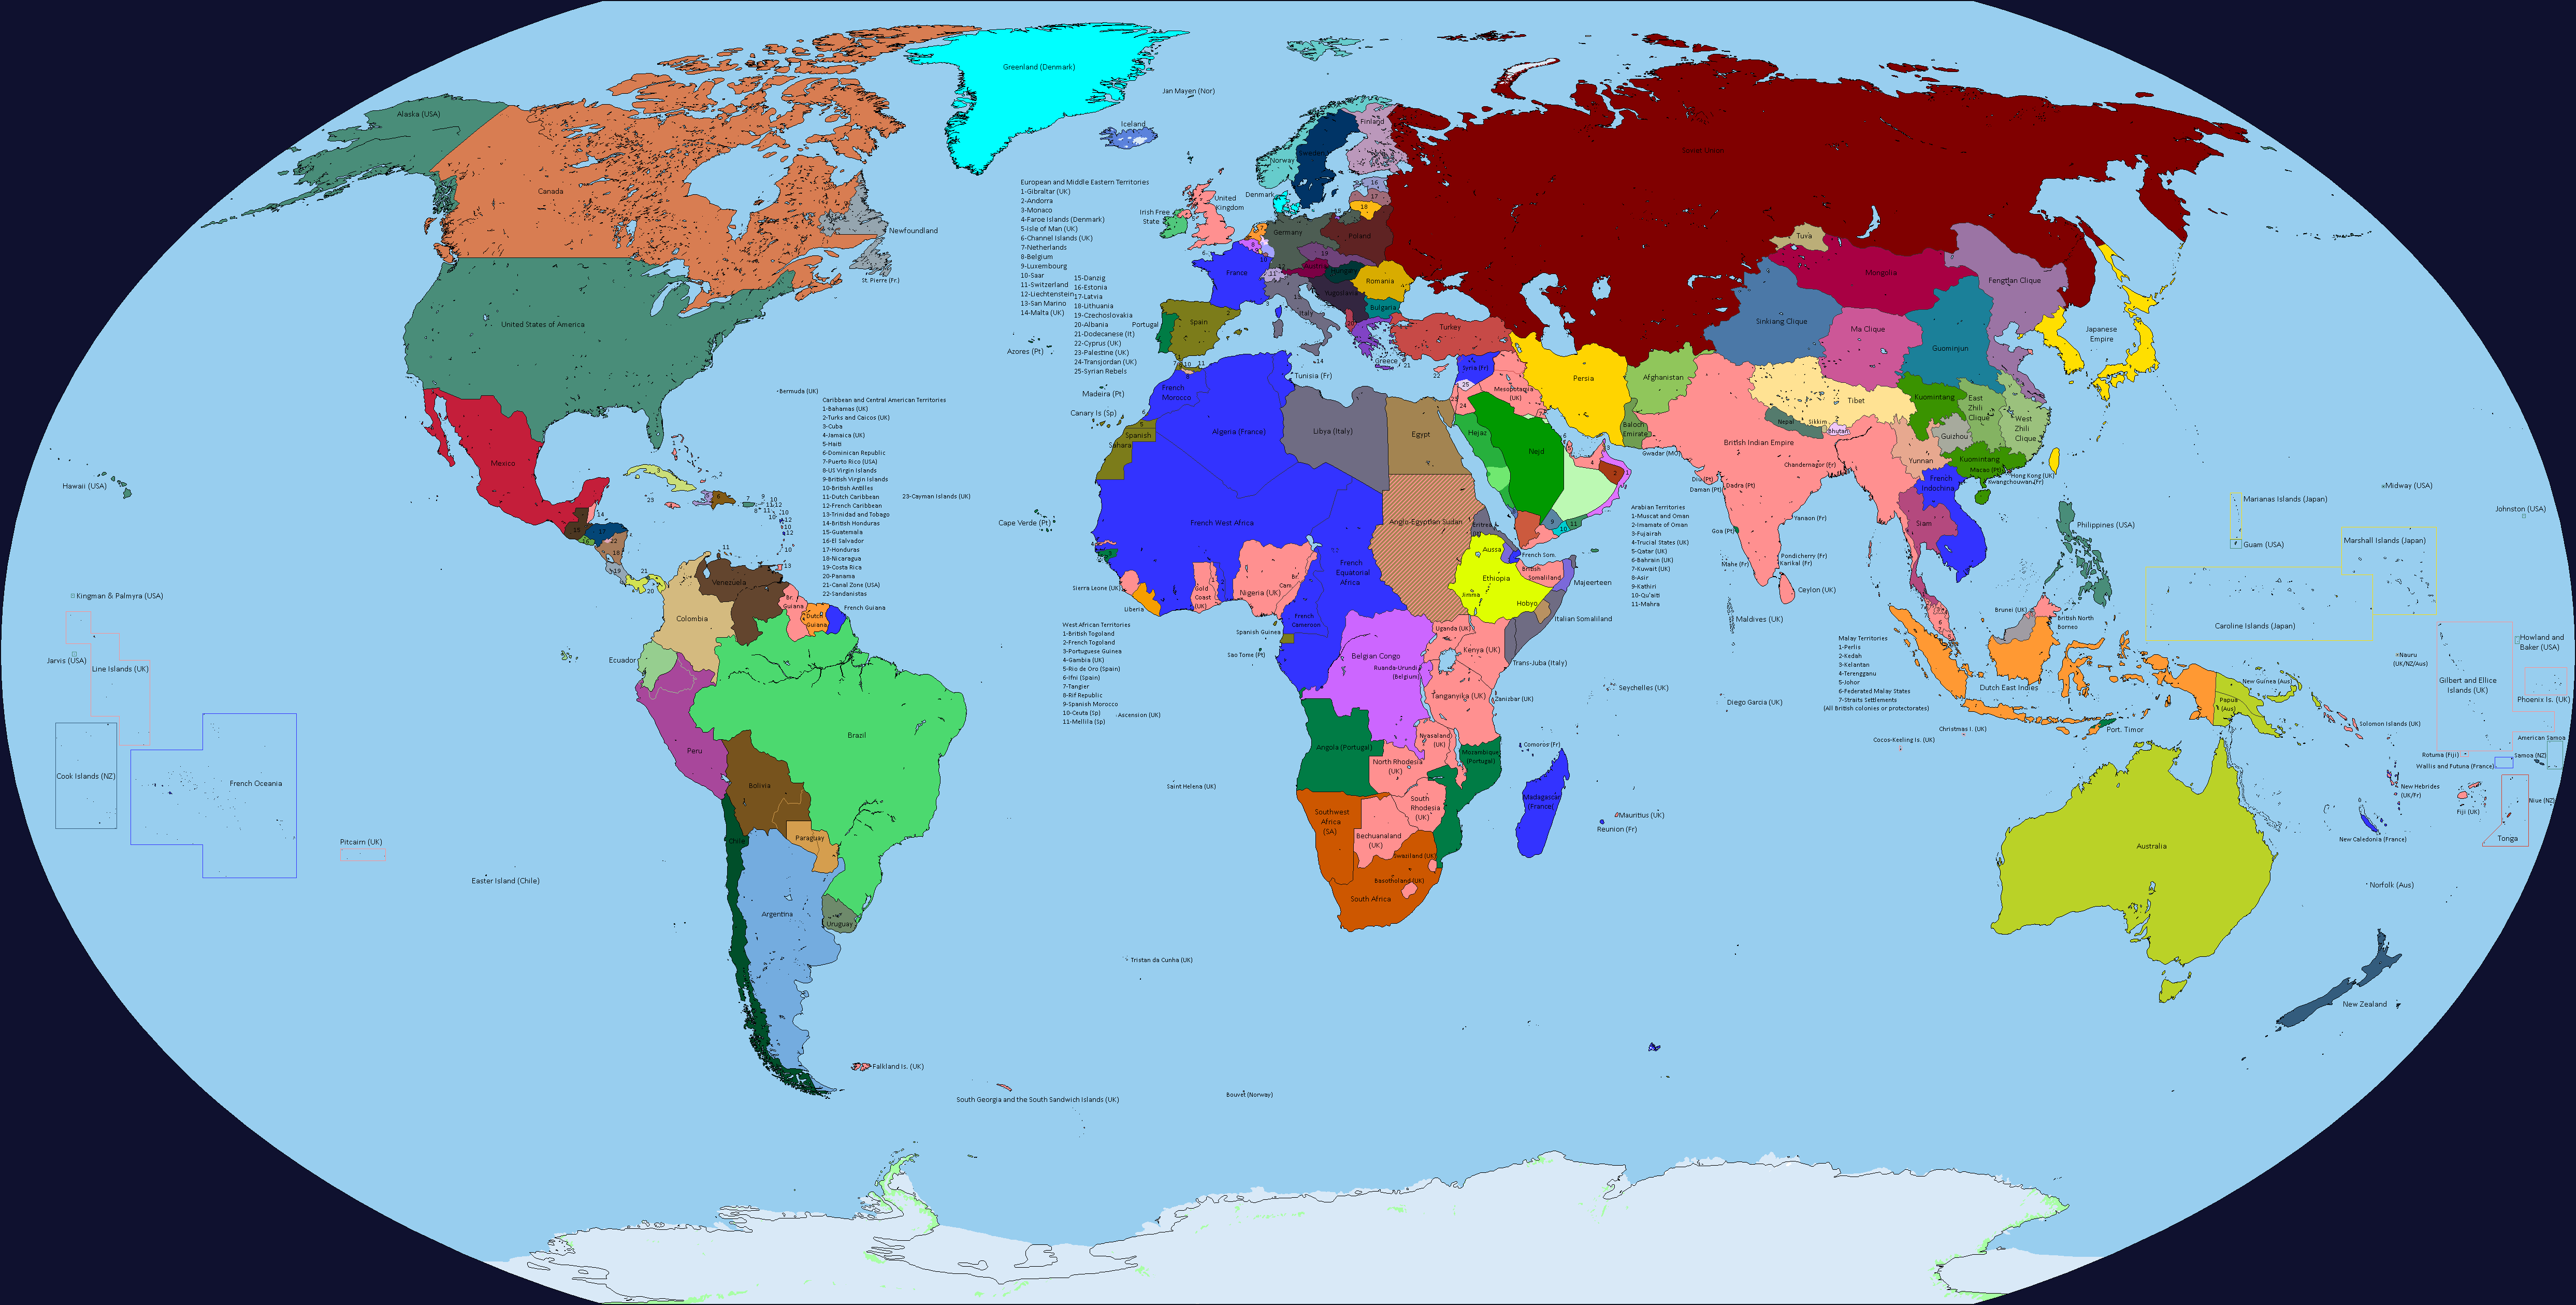 Greenland (Denmark)
Jan Mayen (Nor)
Alaska (USA)
Iceland
Finland
Soviet Union
Canada
Norway
Sweden
4
European and Middle Eastern Territories
1-Gibraltar (UK)
2-Andorra
3-Monaco
4-Faroe Islands (Denmark)
5-Isle of Man (UK)
6-Channel Islands (UK)
7-Netherlands
8-Belgium
9-Luxembourg
10-Saar
11-Switzerland
12-Liechtenstein
13-San Marino
14-Malta (UK)
15-Danzig
16-Estonia
17-Latvia
18-Lithuania
19-Czechoslovakia
20-Albania
21-Dodecanese (It)
22-Cyprus (UK)
23-Palestine (UK)
24-Transjordan (UK)
25-Syrian Rebels
Denmark
United
Kingdom
Irish Free
State
Newfoundland
St. Pierre (Fr.)
Germany
Poland
France
Hungary
Romania
Bulgaria
Italy
Spain
Portugal
Greece
Turkey
Tuva
Mongolia
Fengtian Clique
Sinkiang Clique
Ma Clique
Guominjun
Japanese
Empire
United States of America
Azores (Pt)
Madeira (Pt)
Canary Is (Sp)
Tunisia (Fr)
Syria (Fr)
Mesopotamia
(UK)
Persia
Afghanistan
Tibet
Kuomintang
East
Zhili
Clique
West
Zhili
Clique
Nepal
Sikkim
Bhutan
Guizhou
Yunnan
Kuomintang
Macao (Pt)
Hong Kong (UK)
Kwangchouwan (Fr)
Baloch
Emirate
Gwadar (MO)
British Indian Empire
Chandernagor (Fr)
Diu (Pt)
Daman (Pt)
Dadra (Pt)
Goa (Pt)
Yanaon (Fr)
Pondicherry (Fr)
Karikal (Fr)
Mahe (Fr)
Ceylon (UK)
Maldives (UK)
French
Indochina
Siam
Mexico
Bermuda (UK)
Caribbean and Central American Territories
1-Bahamas (UK)
2-Turks and Caicos (UK)
3-Cuba
4-Jamaica (UK)
5-Haiti
6-Dominican Republic
7-Puerto Rico (USA)
8-US Virgin Islands
9-British Virgin Islands
10-British Antilles
11-Dutch Caribbean
12-French Caribbean
13-Trinidad and Tobago
14-British Honduras
15-Guatemala
16-El Salvador
17-Honduras
18-Nicaragua
19-Costa Rica
20-Panama
21-Canal Zone (USA)
22-Sandanistas
23-Cayman Islands (UK)
French
Morocco
Spanish
Sahara
Algeria (France)
Libya (Italy)
Egypt
Hejaz
Nejd
Arabian Territories
1-Muscat and Oman
2-Imamate of Oman
3-Fujairah
4-Trucial States (UK)
5-Qatar (UK)
6-Bahrain (UK)
7-Kuwait (UK)
8-Asir
9-Kathiri
10-Qu'aiti
11-Mahra
Cape Verde (Pt)
French West Africa
Anglo-Egyptian Sudan
Eritrea
Aussa
French Som.
British
Somaliland
Majeerteen
Ethiopia
Jimma
Hobyo
Italian Somaliland
Trans-Juba (Italy)
French
Equatorial
Africa
Sierra Leone (UK)
Liberia
Gold
Coast
(UK)
Nigeria (UK)
Br.
Cam.
French
Cameroon
Spanish Guinea
Sao Tome (Pt)
West African Territories
1-British Togoland
2-French Togoland
3-Portuguese Guinea
4-Gambia (UK)
5-Rio de Oro (Spain)
6-Ifni (Spain)
7-Tangier
8-Rif Republic
9-Spanish Morocco
10-Ceuta (Sp)
11-Mellila (Sp)
Ascension (UK)
Belgian Congo
Ruanda-Urundi
(Belgium)
Uganda (UK)
Kenya (UK)
Tanganyika (UK)
Zanzibar (UK)
Seychelles (UK)
Diego Garcia (UK)
Hawaii (USA)
Kingman & Palmyra (USA)
Jarvis (USA)
Line Islands (UK)
Cook Islands (NZ)
French Oceania
Pitcairn (UK)
Easter Island (Chile)
Venezuela
Colombia
Ecuador
Br.
Guiana
Dutch
Guiana
French Guiana
Brazil
Peru
Bolivia
Paraguay
Chile
Argentina
Uruguay
Falkland Is. (UK)
South Georgia and the South Sandwich Islands (UK)
Saint Helena (UK)
Tristan da Cunha (UK)
Bouvet (Norway)
Angola (Portugal)
North Rhodesia
(UK)
Nyasaland
(UK)
Mozambique
(Portugal)
Comoros (Fr)
Madagascar
(France)
Mauritius (UK)
Reunion (Fr)
Southwest
Africa
(SA)
South
Rhodesia
(UK)
Bechuanaland
(UK)
Swaziland (UK)
Basotholand (UK)
South Africa
Midway (USA)
Johnston (USA)
Marianas Islands (Japan)
Guam (USA)
Marshall Islands (Japan)
Philippines (USA)
Caroline Islands (Japan)
Brunei (UK)
British North
Borneo
Malay Territories
1-Perlis
2-Kedah
3-Kelantan
4-Terengganu
5-Johor
6-Federated Malay States
7-Straits Settlements
(All British colonies or protectorates)
Dutch East Indies
Christmas I. (UK)
Cocos-Keeling Is. (UK)
Port. Timor
New Guinea (Aus)
Papua
(Aus)
Nauru
(UK/NZ/Aus)
Howland and
Baker (USA)
Gilbert and Ellice
Islands (UK)
Phoenix Is. (UK)
Solomon Islands (UK)
American Samoa
Samoa (NZ)
Rotuma (Fiji)
Wallis and Futuna (France)
New Hebrides
(UK/Fr)
Fiji (UK)
Niue (NZ)
Tonga
New Caledonia (France)
Australia
Norfolk (Aus)
New Zealand